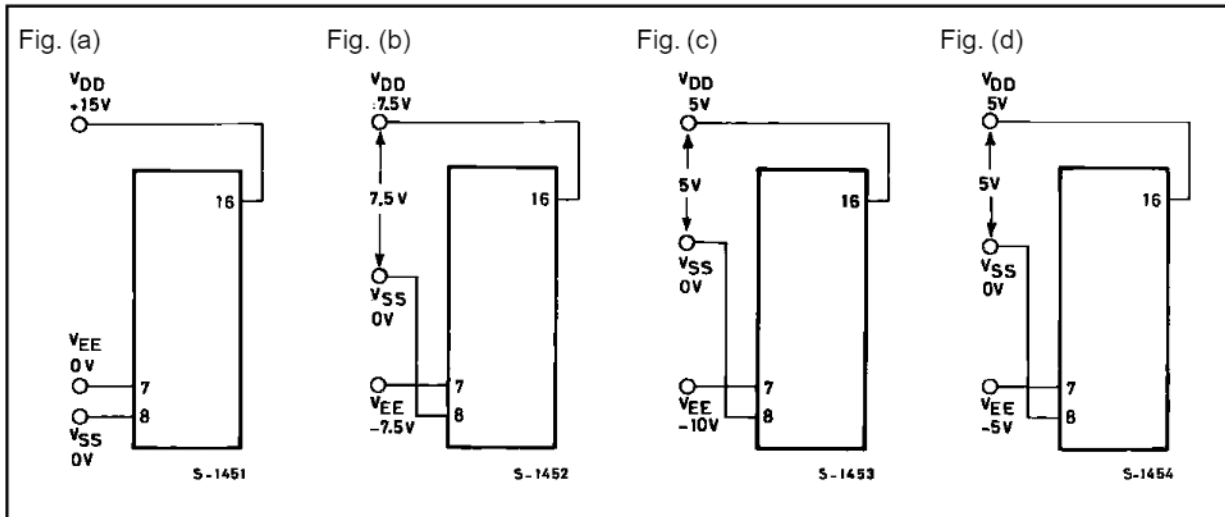 Fig. (a)
VDD
+15V
16
VEE
0V
7
8
VSS
0V
S-1451
Fig. (b)
VDD
:7.5V
7.5V
16
VSS
0V
7
VEE
8
-7.5V
S-1452
Fig. (c)
VDD
5V
5V
16
VSS
0V
7
VEE
8
-10V
S-1453
Fig. (d)
VDD
5V
5V
16
VSS
0V
7
VEE
8
-5V
S-1454